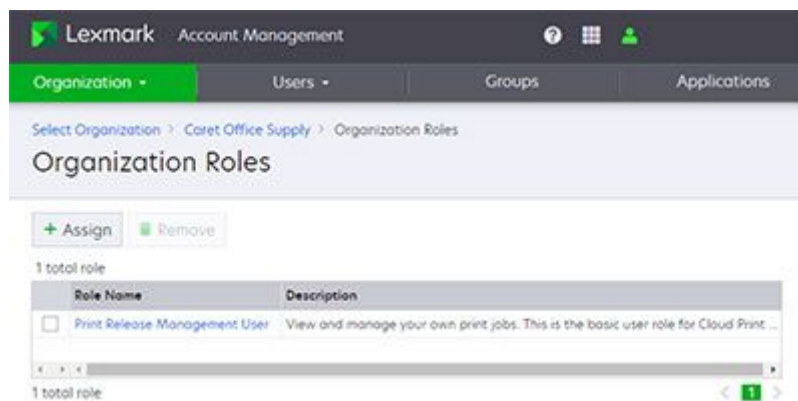 Lexmark Account Management ?
Organization Users Groups Applications
Select Organization > Caret Office Supply > Organization Roles
Organization Roles
+ Assign Remove
1 total role
Role Name Description
Print Release Management User View and manage your own print jobs. This is the basic user role for Cloud Print ...
1 total role < 1 >